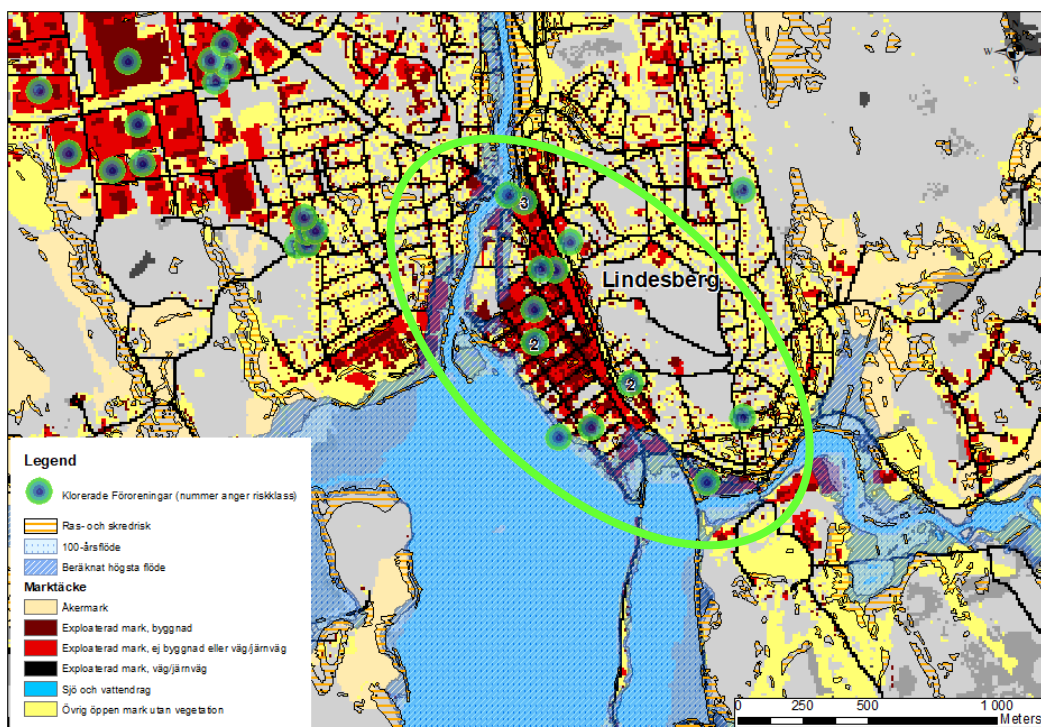 W
S
3
Lindesberg
2
2
Legend
Klorerade Föroreningar (nummer anger riskklass)
Ras- och skredrisk
100-årsflöde
Beräknat högsta flöde
Marktäcke
Åkermark
Exploaterad mark, byggnad
Exploaterad mark, ej byggnad eller väg/järnväg
Exploaterad mark, väg/järnväg
Sjö och vattendrag
Övrig öppen mark utan vegetation
0 250 500 1 000
Meters